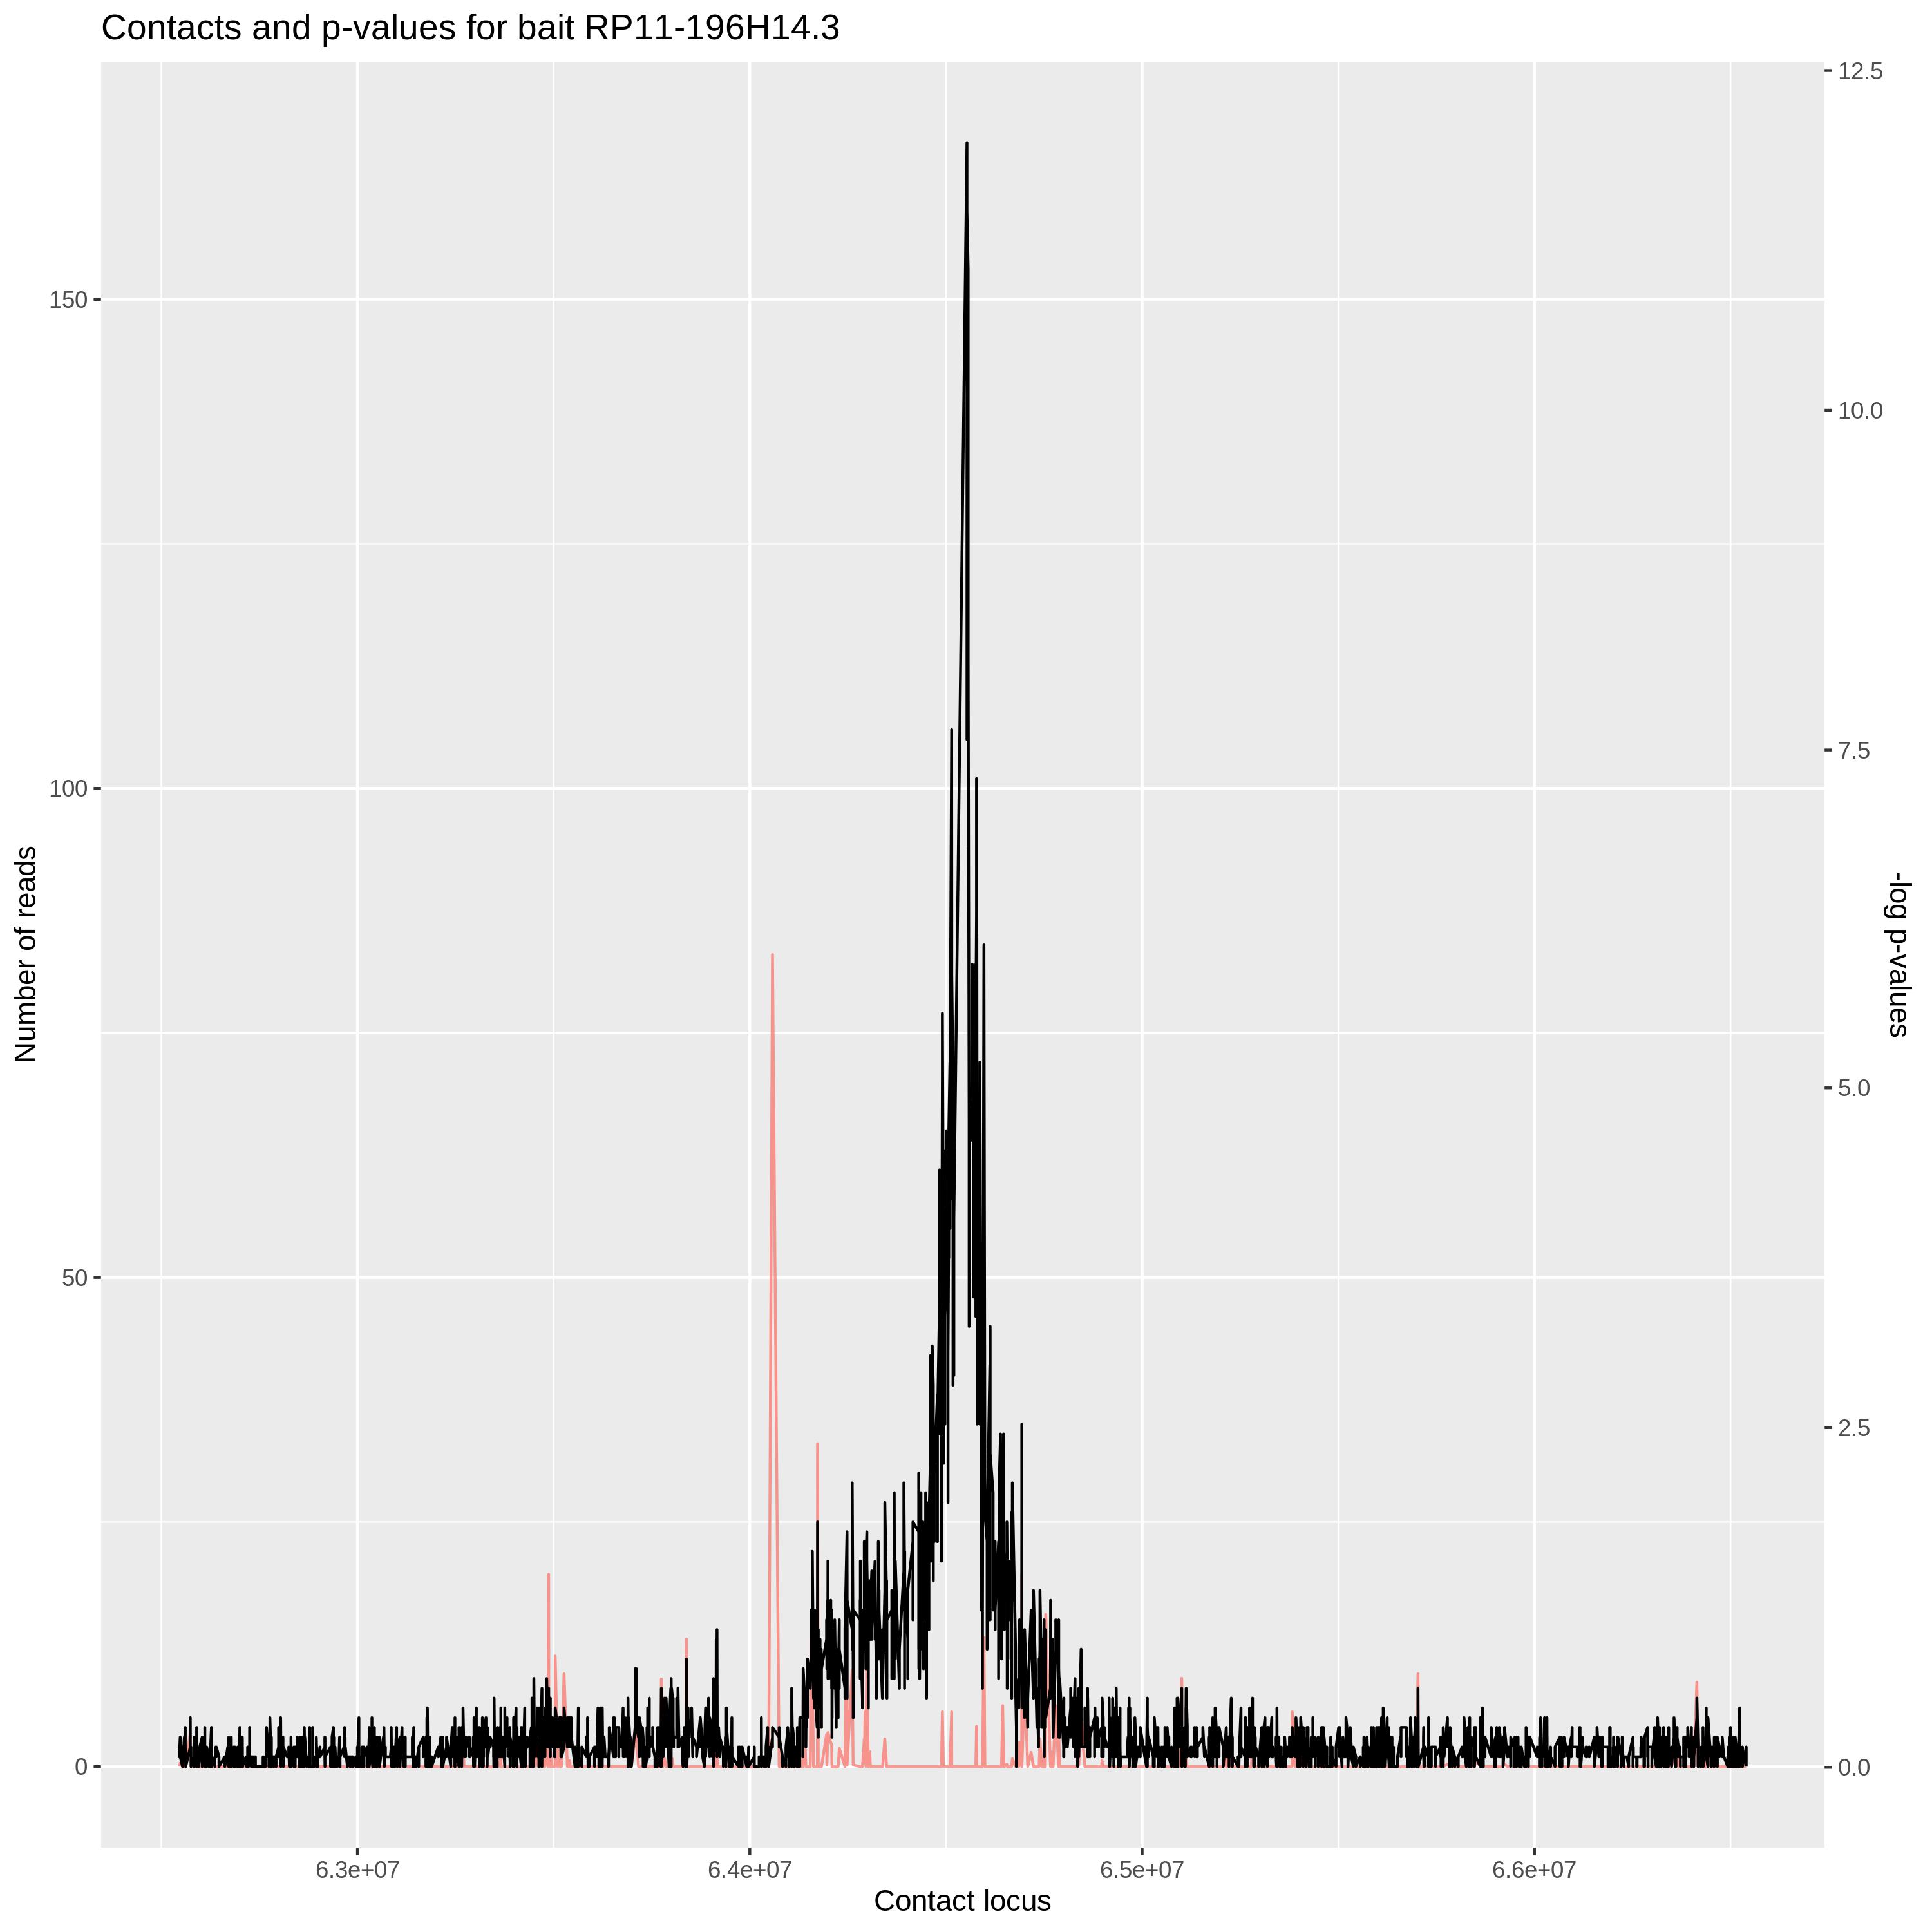 Contacts and p-values for bait RP11-196H14.3
Number of reads
150
100
50
0
12.5
10.0
7.5
5.0
2.5
0.0
-log p-values
6.3e+07
6.4e+07
6.5e+07
6.6e+07
Contact locus